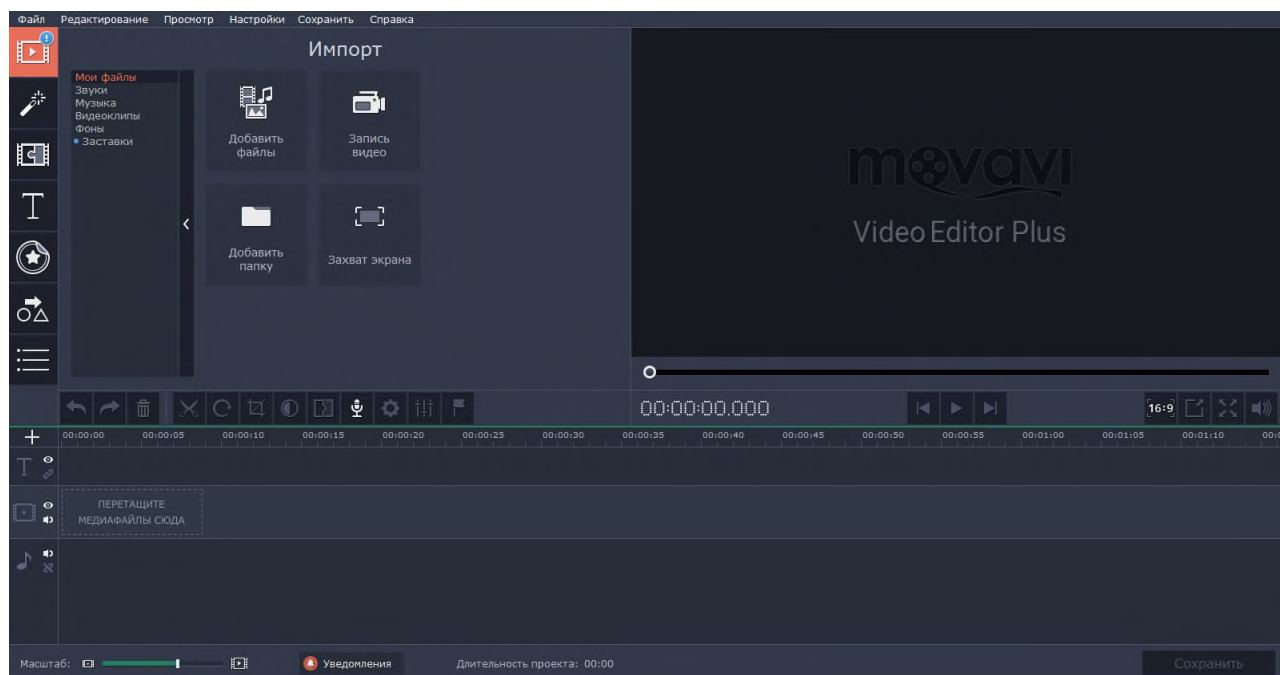 Файл Редактирование Просмотр Настройки Сохранить Справка
Импорт
Мои файлы
Звуки
Музыка
Видеоклипы
Фоны
Заставки
Добавить
файлы
Запись
видео
Добавить
папку
Захват экрана
movavi
Video Editor Plus
00:00:00.000
16:9
00:00:00 00:00:05 00:00:10 00:00:15 00:00:20 00:00:25 00:00:30 00:00:35 00:00:40 00:00:45 00:00:50 00:00:55 00:01:00 00:01:05 00:01:10
ПЕРЕТАЩИТЕ
МЕДИАФАЙЛЫ СЮДА
Масштаб: Уведомления Длительность проекта: 00:00 Сохранить